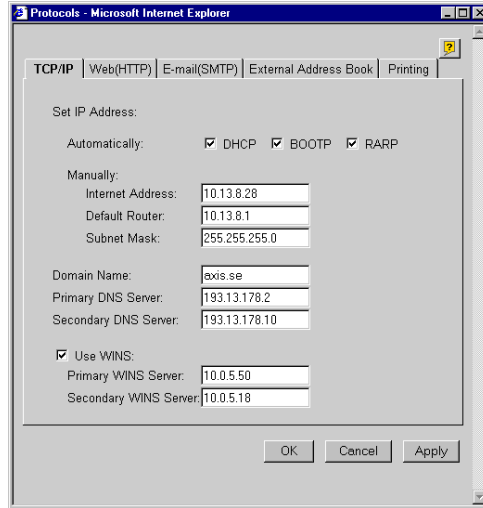 Protocols - Microsoft Internet Explorer
?
TCP/IP Web(HTTP) E-mail(SMTP) External Address Book Printing
Set IP Address:
Automatically: DHCP BOOTP RARP
Manually:
Internet Address: 10.13.8.28
Default Router: 10.13.8.1
Subnet Mask: 255.255.255.0
Domain Name: axis.se
Primary DNS Server: 193.13.178.2
Secondary DNS Server: 193.13.178.10
Use WINS:
Primary WINS Server: 10.0.5.50
Secondary WINS Server: 10.0.5.18
OK Cancel Apply